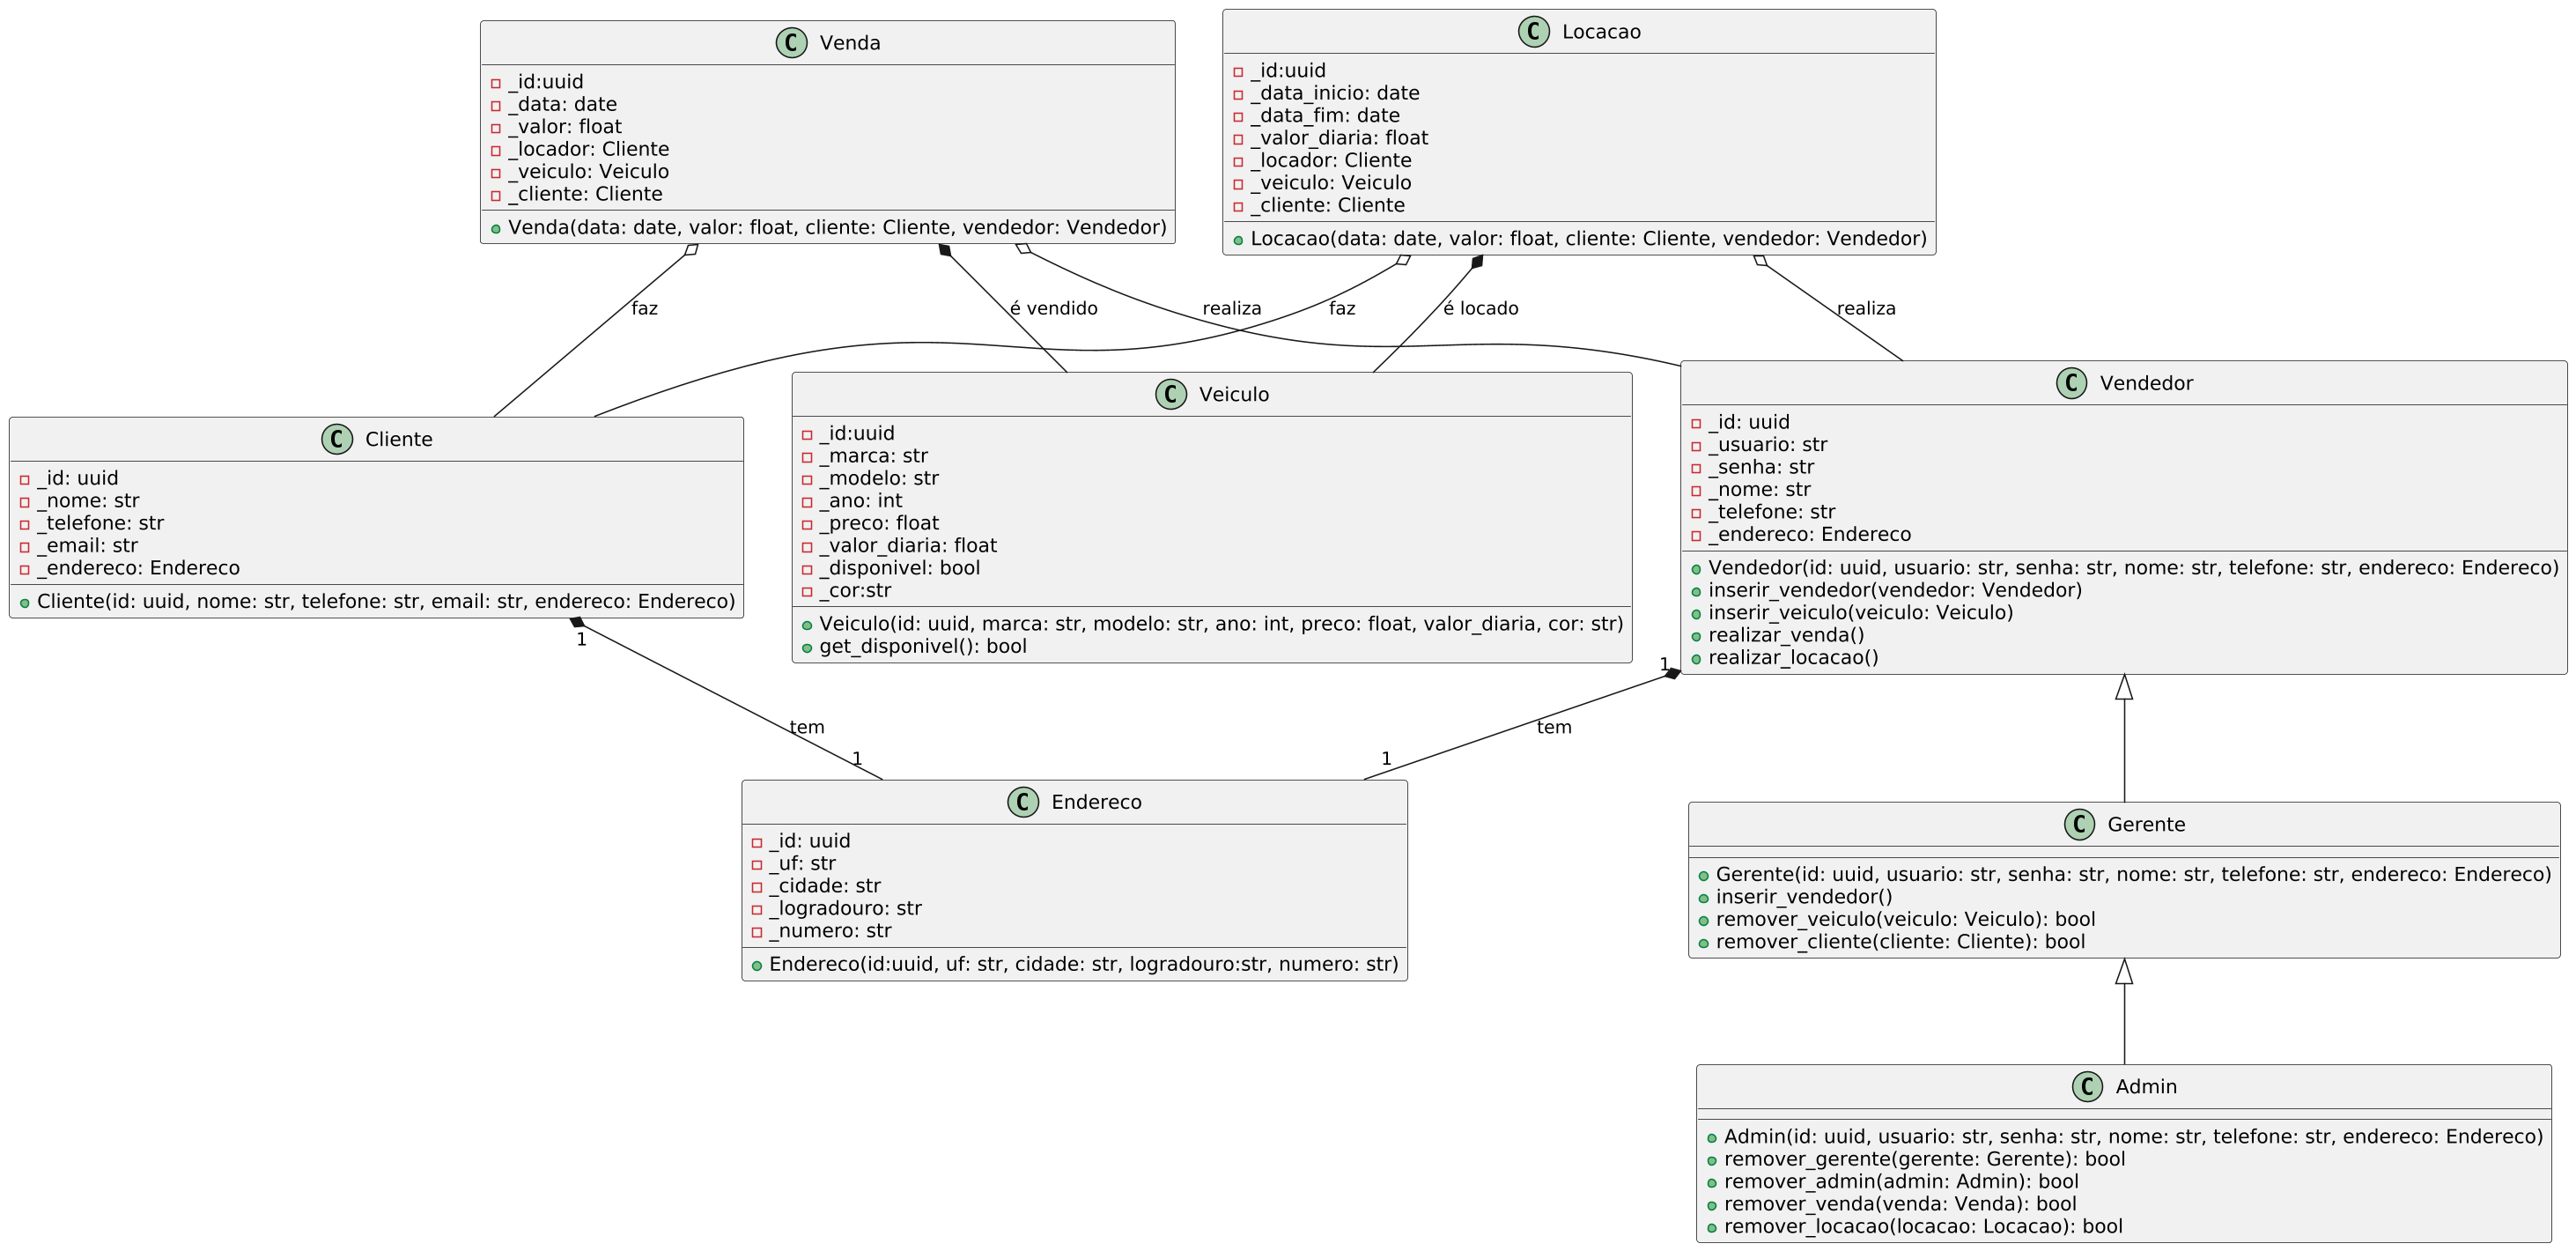 C Venda
_id:uuid
_data: date
_valor: float
_locador: Cliente
_veiculo: Veiculo
_cliente: Cliente
Venda(data: date, valor: float, cliente: Cliente, vendedor: Vendedor)
C Locacao
_id:uuid
_data_inicio: date
_data_fim: date
_valor_diaria: float
_locador: Cliente
_veiculo: Veiculo
_cliente: Cliente
Locacao(data: date, valor: float, cliente: Cliente, vendedor: Vendedor)
faz
é vendido
realiza
faz
é locado
realiza
C Cliente
_id: uuid
_nome: str
_telefone: str
_email: str
_endereco: Endereco
Cliente(id: uuid, nome: str, telefone: str, email: str, endereco: Endereco)
C Veiculo
_id:uuid
_marca: str
_modelo: str
_ano: int
_preco: float
_valor_diaria: float
_disponivel: bool
_cor:str
Veiculo(id: uuid, marca: str, modelo: str, ano: int, preco: float, valor_diaria, cor: str)
get_disponivel(): bool
C Vendedor
_id: uuid
_usuario: str
_senha: str
_nome: str
_telefone: str
_endereco: Endereco
Vendedor(id: uuid, usuario: str, senha: str, nome: str, telefone: str, endereco: Endereco)
inserir_vendedor(vendedor: Vendedor)
inserir_veiculo(veiculo: Veiculo)
realizar_venda()
realizar_locacao()
1
tem
1
1
tem
1
C Endereco
_id: uuid
_uf: str
_cidade: str
_logradouro: str
_numero: str
Endereco(id:uuid, uf: str, cidade: str, logradouro:str, numero: str)
C Gerente
Gerente(id: uuid, usuario: str, senha: str, nome: str, telefone: str, endereco: Endereco)
inserir_vendedor()
remover_veiculo(veiculo: Veiculo): bool
remover_cliente(cliente: Cliente): bool
C Admin
Admin(id: uuid, usuario: str, senha: str, nome: str, telefone: str, endereco: Endereco)
remover_gerente(gerente: Gerente): bool
remover_admin(admin: Admin): bool
remover_venda(venda: Venda): bool
remover_locacao(locacao: Locacao): bool